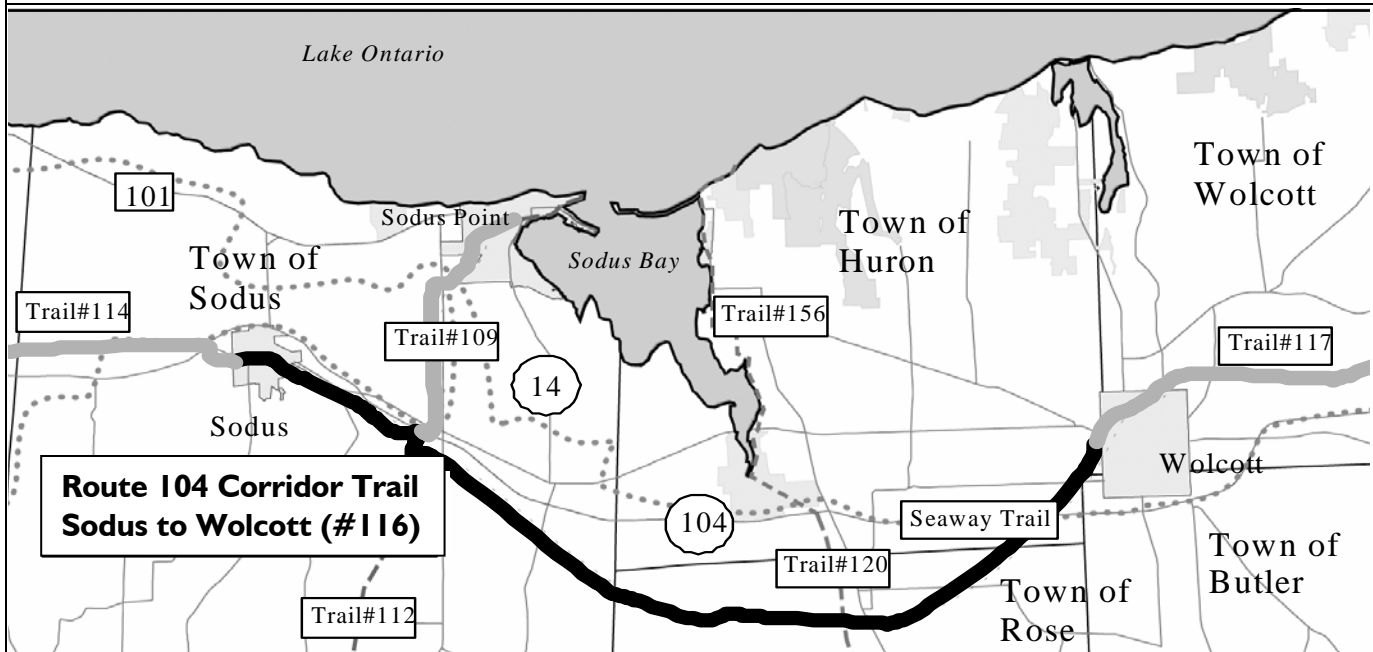 Lake Ontario
Town of
Wolcott
101
Sodus Point
Town of
Huron
Town of
Sodus
Sodus Bay
Trail#114
Trail#156
Trail#109
Trail#117
14
Sodus
Wolcott
Route 104 Corridor Trail
Sodus to Wolcott (#116)
104
Seaway Trail
Town of
Butler
Trail#120
Town of
Rose
Trail#112